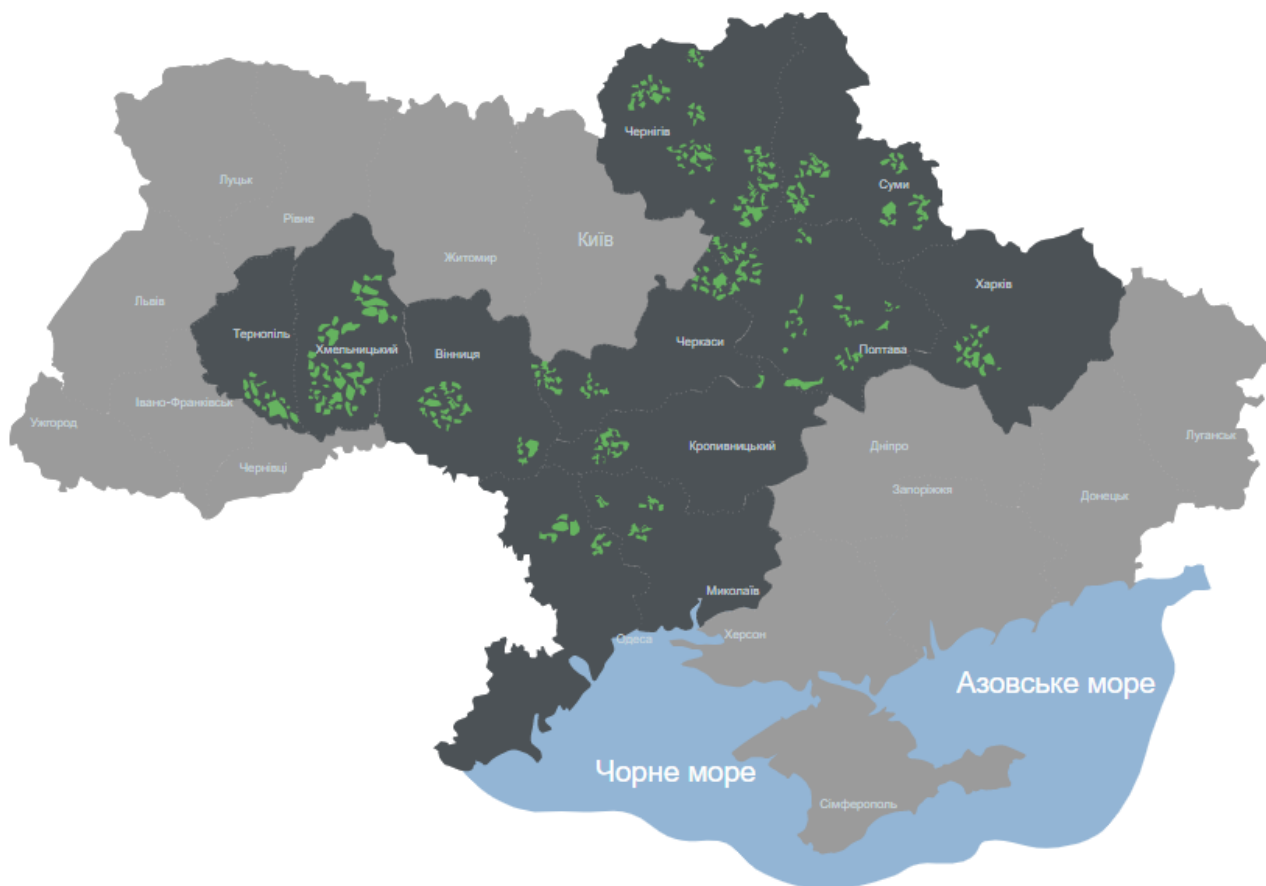 Чернігів
Луцьк
Суми
Рівне
Київ
Житомир
Харків
Львів
Тернопіль
Хмельницький
Вінниця
Черкаси
Поптава
Івано-Франківськ
Ужгород
Луганськ
Кропивницький
Дніпро
Чернівці
Запоріжжя
Донецьк
Миколаїв
Одеса
Херсон
Азовське море
Чорне море
Сімферополь